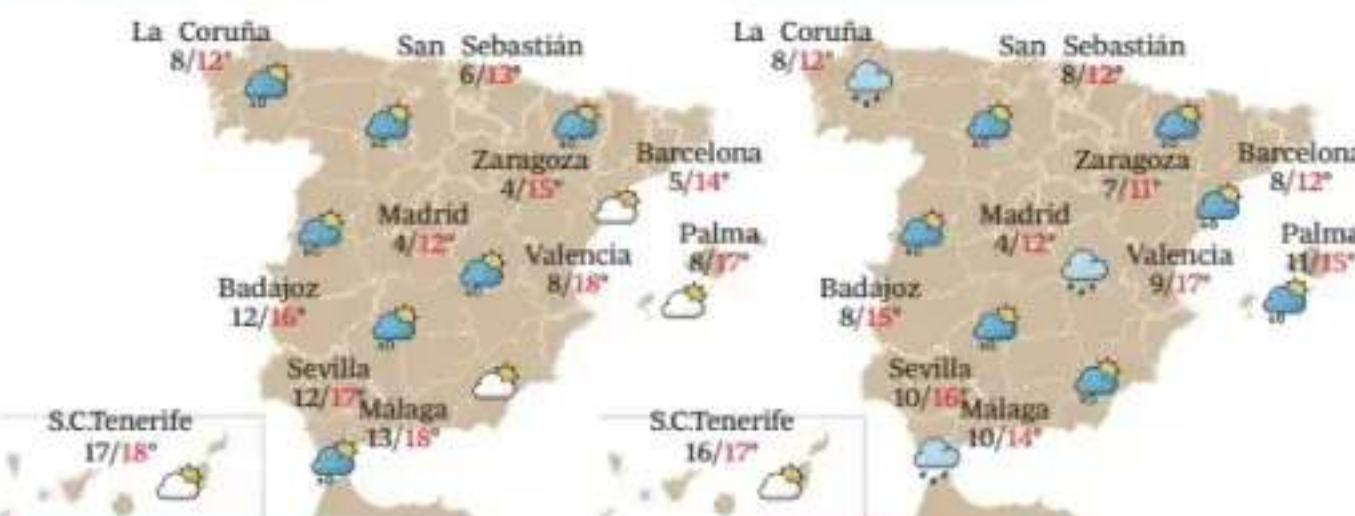 La Coruña
8/12°
San Sebastián
6/13°
Zaragoza
4/15°
Barcelona
5/14°
Madrid
4/12°
Palma
8/17°
Valencia
8/18°
Badajoz
12/16°
Sevilla
12/17°
Málaga
13/18°
S.C.Tenerife
17/18°
La Coruña
8/12°
San Sebastián
8/12°
Zaragoza
7/11°
Barcelona
8/12°
Madrid
4/12°
Palma
11/15°
Valencia
9/17°
Badajoz
8/15°
Sevilla
10/16°
Málaga
10/14°
S.C.Tenerife
16/17°